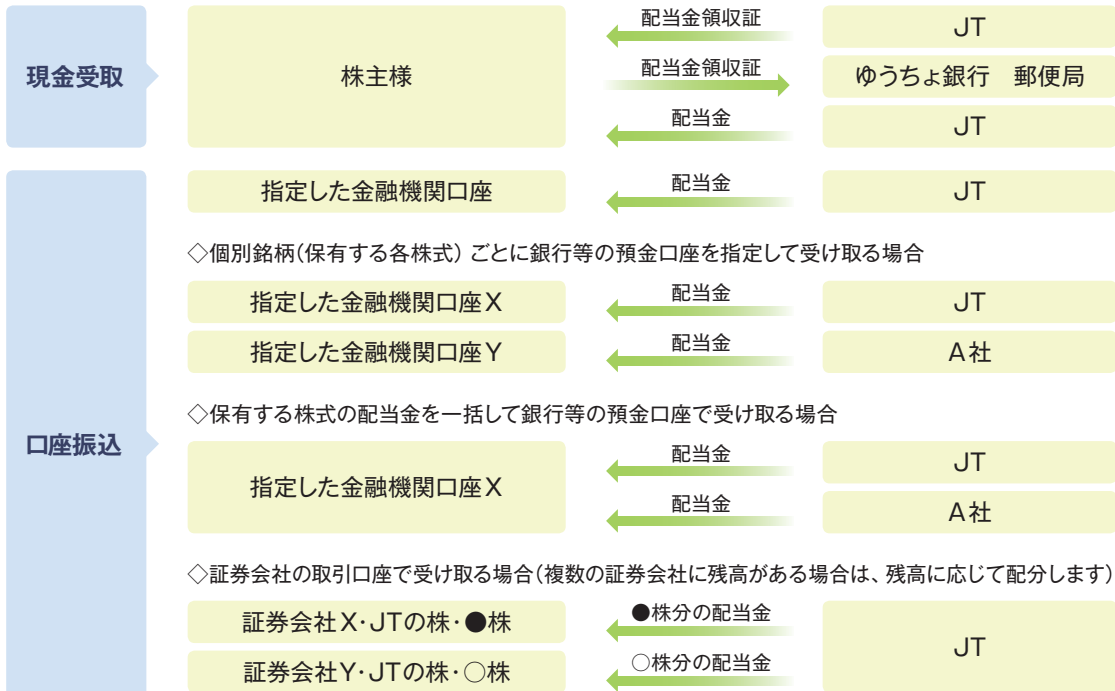 現金受取
株主様
配当金領収証
JT
配当金領収証
ゆうちょ銀行　郵便局
配当金
JT
口座振込
指定した金融機関口座
配当金
JT
◇個別銘柄（保有する各株式）ごとに銀行等の預金口座を指定して受け取る場合
指定した金融機関口座X
配当金
JT
指定した金融機関口座Y
配当金
A社
◇保有する株式の配当金を一括して銀行等の預金口座で受け取る場合
指定した金融機関口座X
配当金
JT
配当金
A社
◇証券会社の取引口座で受け取る場合（複数の証券会社に残高がある場合は、残高に応じて配分します）
証券会社X・JTの株・●株
●株分の配当金
JT
証券会社Y・JTの株・○株
○株分の配当金